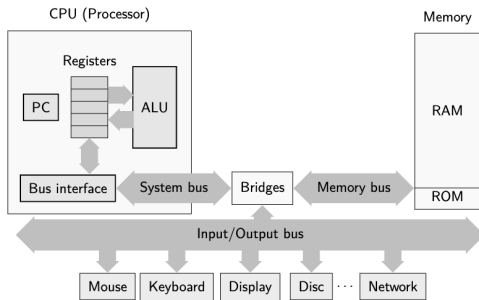 CPU (Processor)
Memory
Registers
PC
ALU
RAM
Bus interface
System bus
Bridges
Memory bus
ROM
Input/Output bus
Mouse
Keyboard
Display
Disc
···
Network